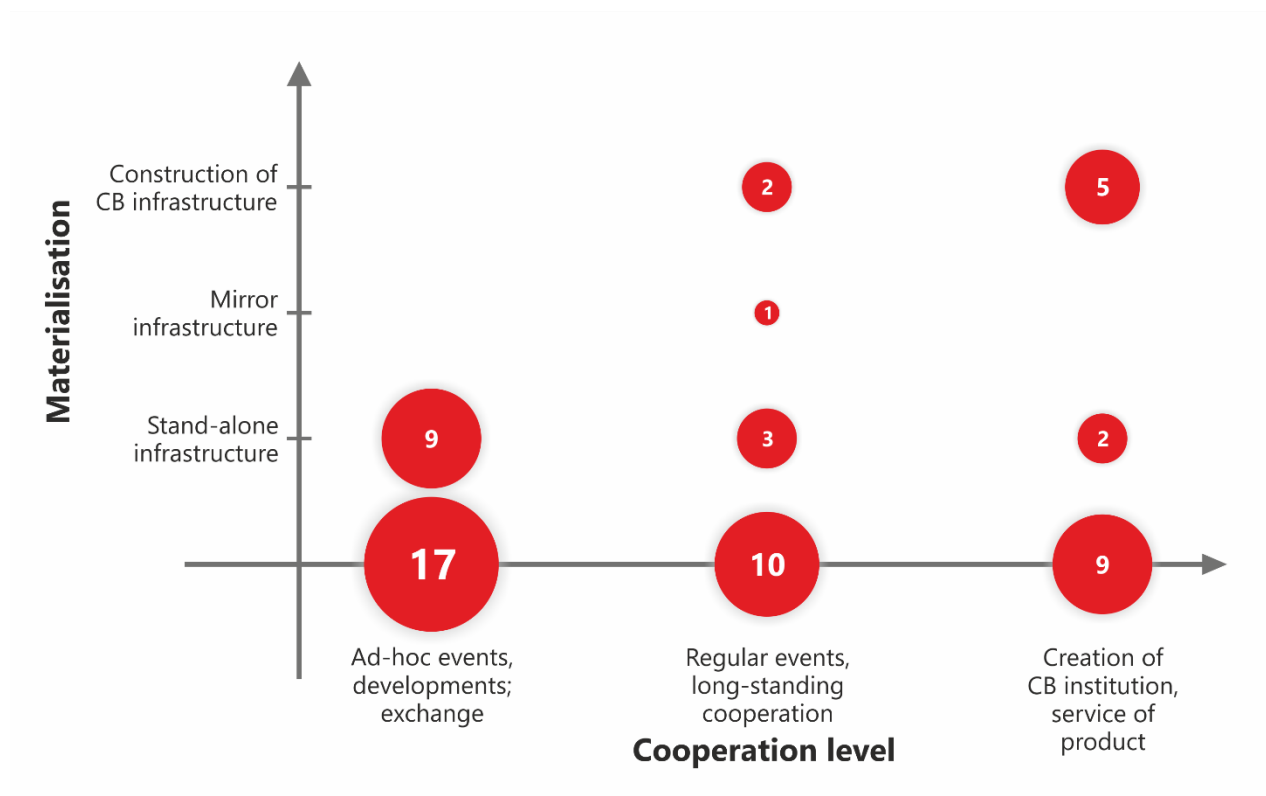 Materialisation
Construction of
CB infrastructure
2
5
Mirror
infrastructure
1
Stand-alone
infrastructure
9
3
2
17
10
9
Ad-hoc events,
developments;
exchange
Regular events,
long-standing
cooperation
Creation of
CB institution,
service of
product
Cooperation level